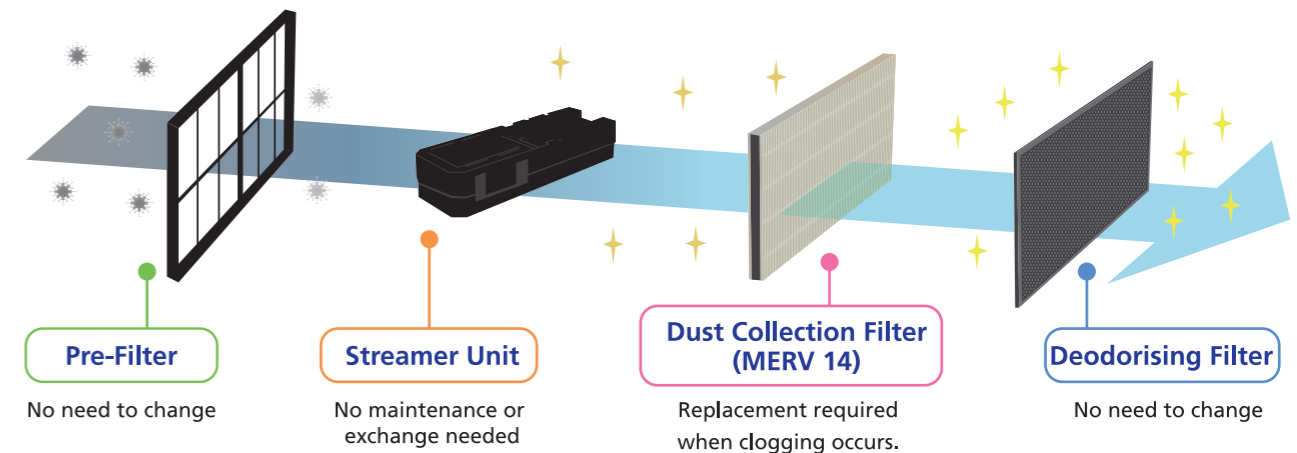 Pre-Filter
No need to change
Streamer Unit
No maintenance or
exchange needed
Dust Collection Filter
(MERV 14)
Replacement required
when clogging occurs.
Deodorising Filter
No need to change